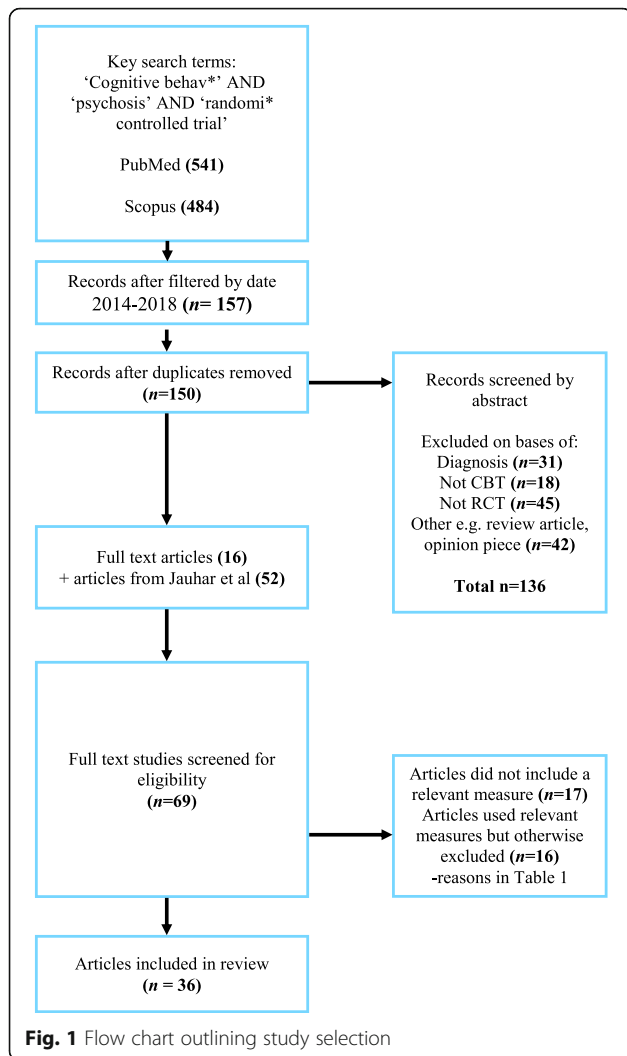 Key search terms:
‘Cognitive behav*’ AND
‘psychosis’ AND ‘randomi*
controlled trial’
PubMed (541)
Scopus (484)
Records after filtered by date
2014-2018 (n= 157)
Records after duplicates removed
(n=150)
Records screened by
abstract
Excluded on bases of:
Diagnosis (n=31)
Not CBT (n=18)
Not RCT (n=45)
Other e.g. review article,
opinion piece (n=42)
Total n=136
Full text articles (16)
+ articles from Jauhar et al (52)
Full text studies screened for
eligibility
(n=69)
Articles did not include a
relevant measure (n=17)
Articles used relevant
measures but otherwise
excluded (n=16)
-reasons in Table 1
Articles included in review
(n = 36)
Fig. 1 Flow chart outlining study selection